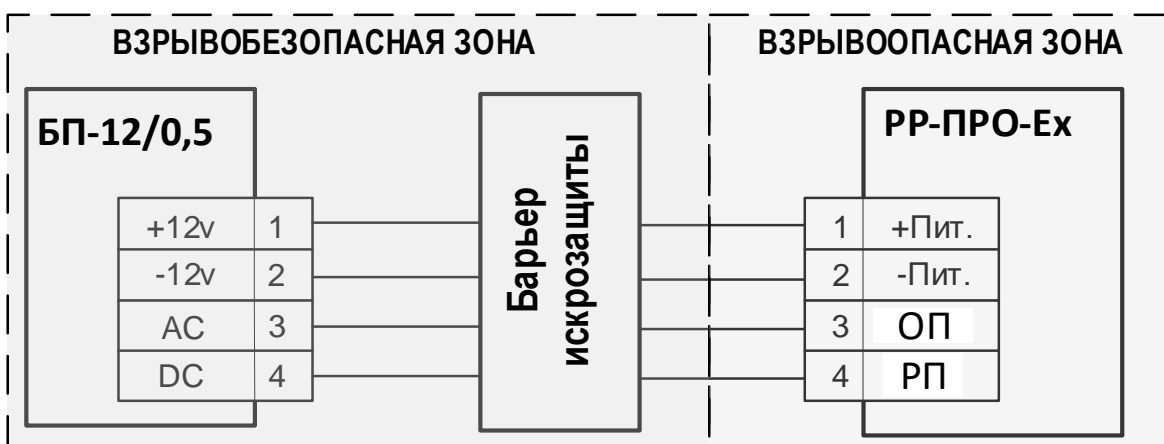 ВЗРЫВОБЕЗОПАСНАЯ ЗОНА
ВЗРЫВООПАСНАЯ ЗОНА
БП-12/0,5
+12v 1
-12v 2
AC 3
DC 4
Барьер
искрозащиты
РР-ПРО-Ех
1 +Пит.
2 -Пит.
3 ОП
4 РП